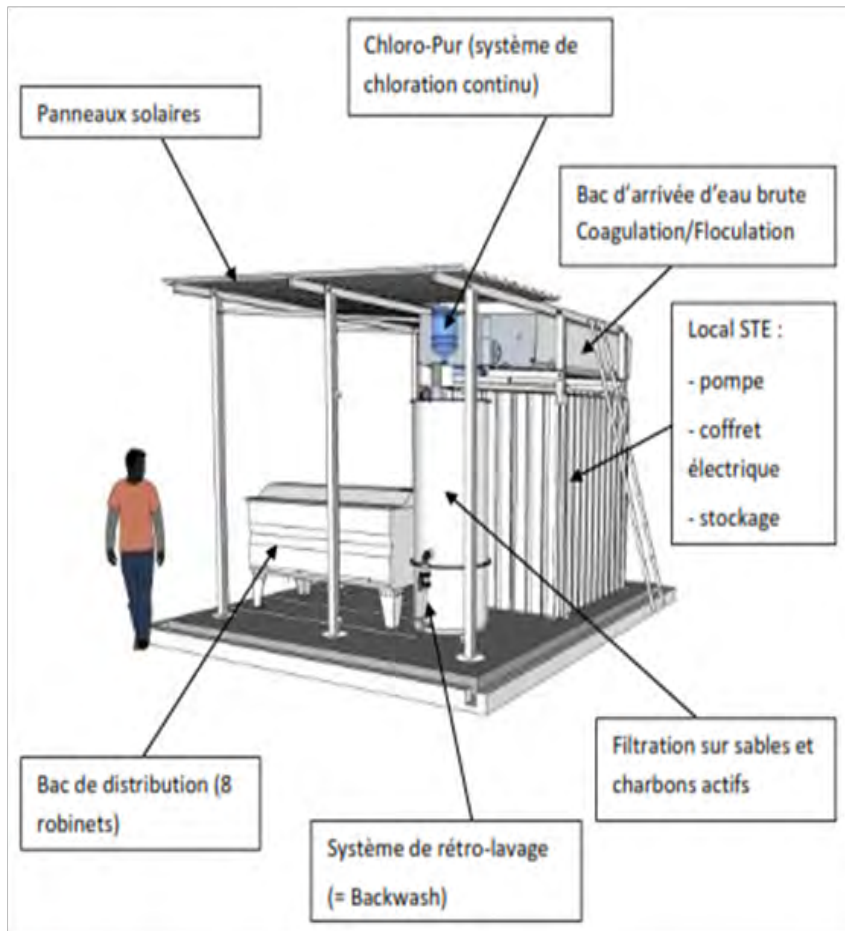 Chloro-Pur (système de
chloration continu)
Panneaux solaires
Bac d'arrivée d'eau brute
Coagulation/Floculation
Local STE :
- pompe
- coffret
électrique
- stockage
Filtration sur sables et
charbons actifs
Bac de distribution (8
robinets)
Système de rétro-lavage
(= Backwash)